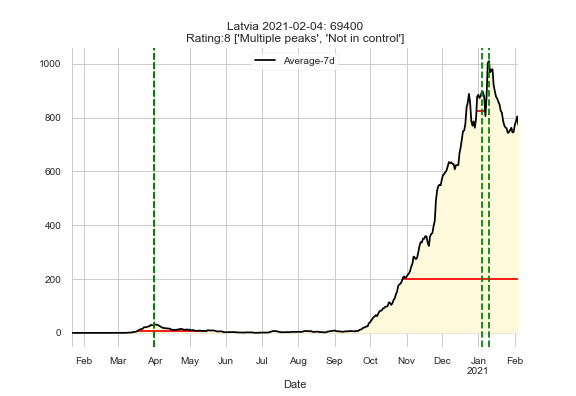 Latvia 2021-02-04: 69400
Rating:8 ['Multiple peaks', 'Not in control']
Average-7d
1000
800
600
400
200
0
Feb Mar Apr May Jun Jul Aug Sep Oct Nov Dec Jan Feb
2021
Date